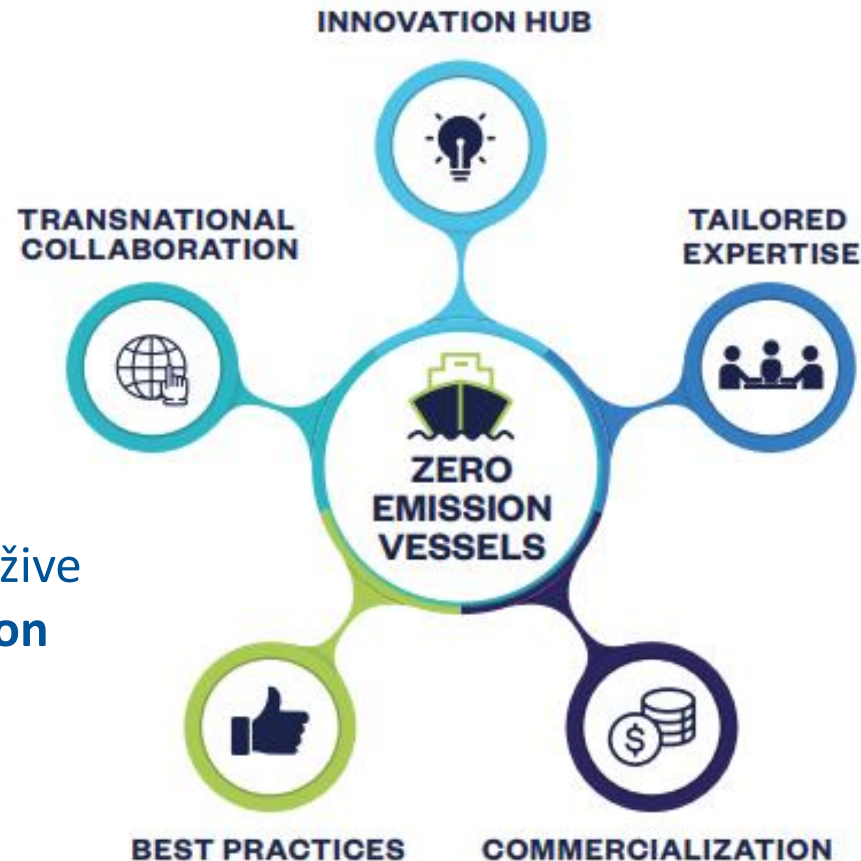 INNOVATION HUB
TRANSNATIONAL
COLLABORATION
TAILORED
EXPERTISE
ZERO
EMISSION
VESSELS
žive
on
$
BEST PRACTICES
COMMERCIALIZATION